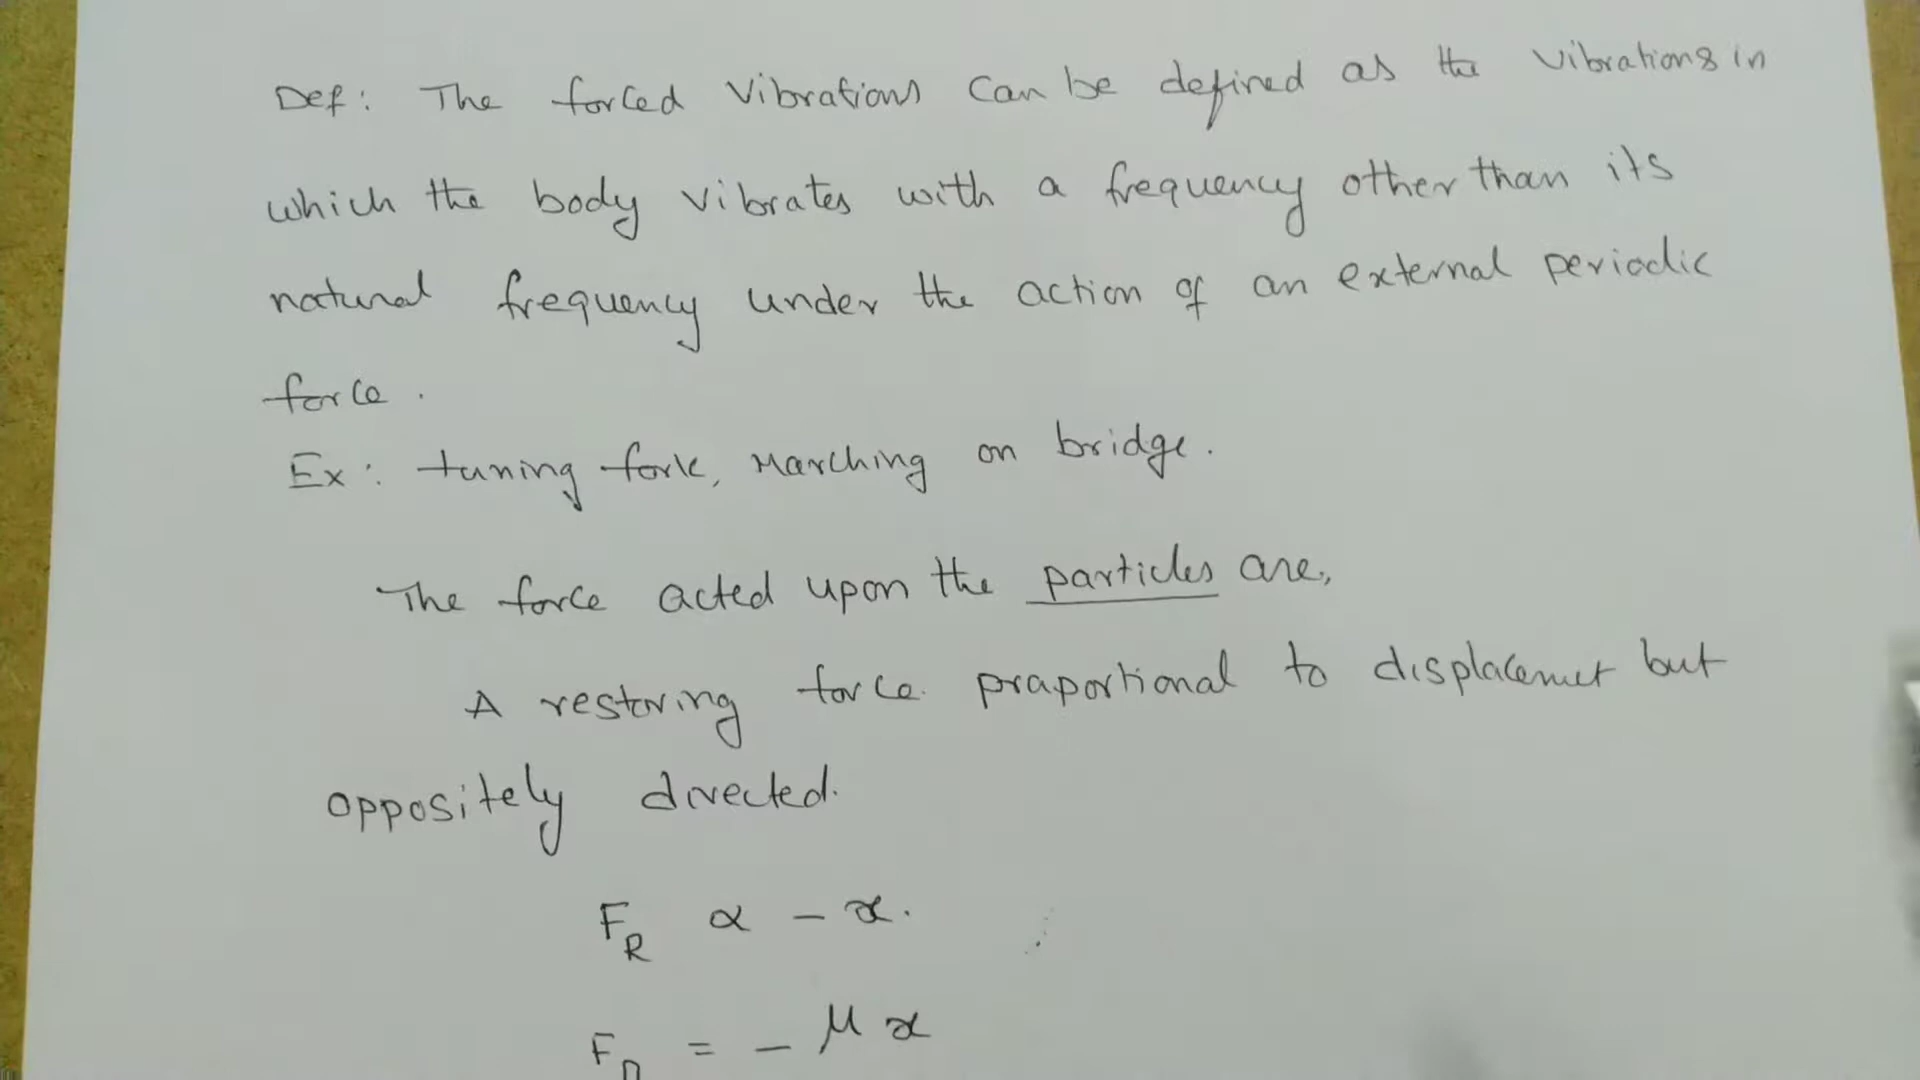 Def: The forced vibrations can be defined as the vibrations in
which the body vibrates with a frequency other than its
natural frequency under the action of an external periodic
force.
Ex: tuning fork, Marching on bridge.
The force acted upon the particles are,
A restoring force proportional to displacemet but
oppositely directed.
F_R α - x.
F_R = - μ x